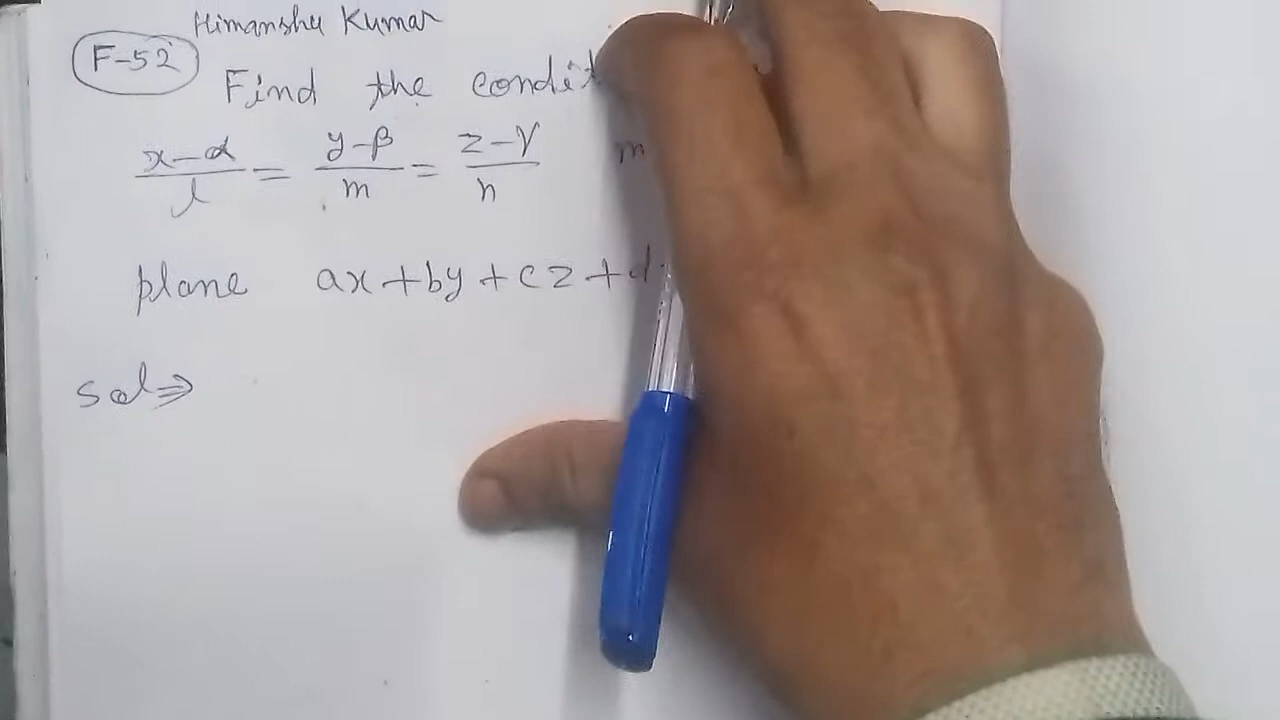 Himanshu Kumar
F-52 Find the condit
x-α/l = y-β/m = z-γ/n m
plane ax+by+cz+d
Sol⇒